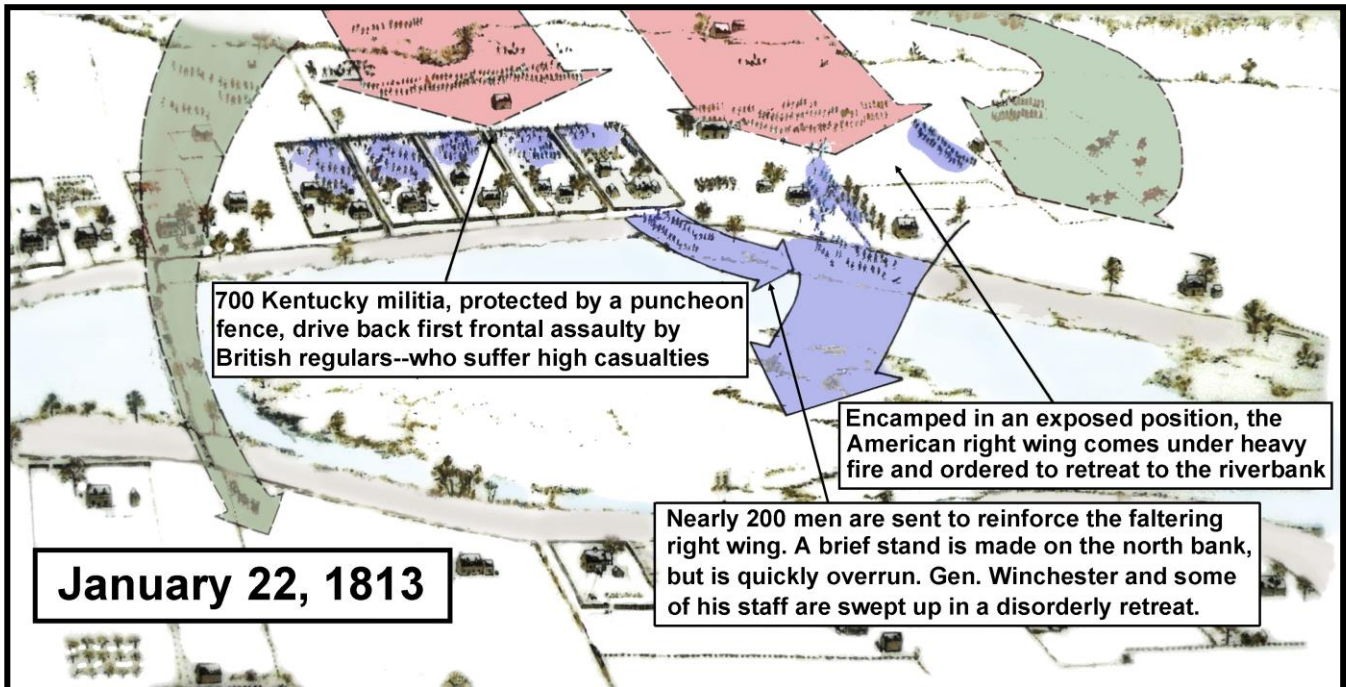 700 Kentucky militia, protected by a puncheon
fence, drive back first frontal assaulty by
British regulars--who suffer high casualties
Encamped in an exposed position, the
American right wing comes under heavy
fire and ordered to retreat to the riverbank
Nearly 200 men are sent to reinforce the faltering
right wing. A brief stand is made on the north bank,
but is quickly overrun. Gen. Winchester and some
of his staff are swept up in a disorderly retreat.
January 22, 1813